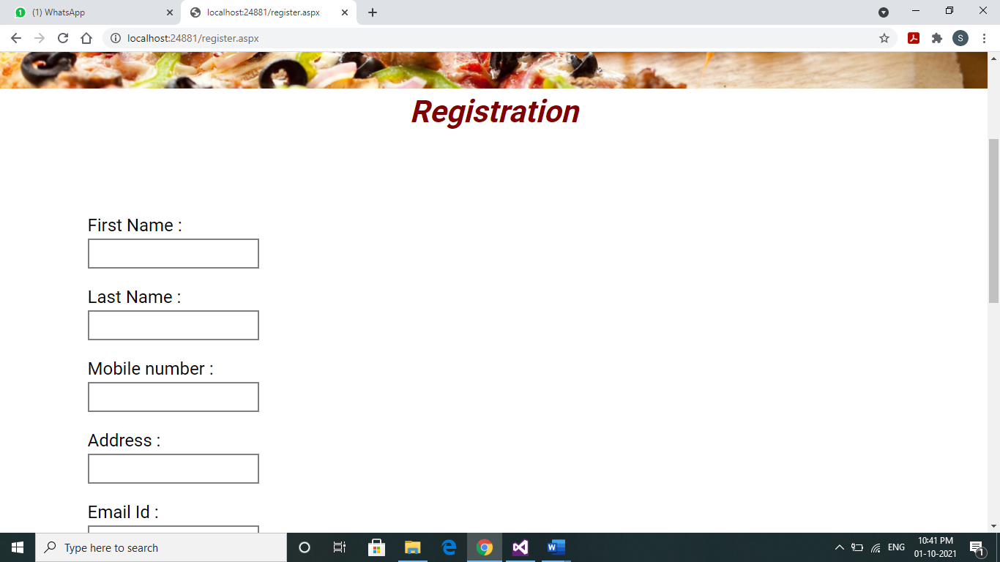 (1) WhatsApp
localhost:24881/register.aspx
localhost:24881/register.aspx
Registration
First Name :
Last Name :
Mobile number :
Address :
Email Id :
Type here to search
ENG
10:41 PM
01-10-2021